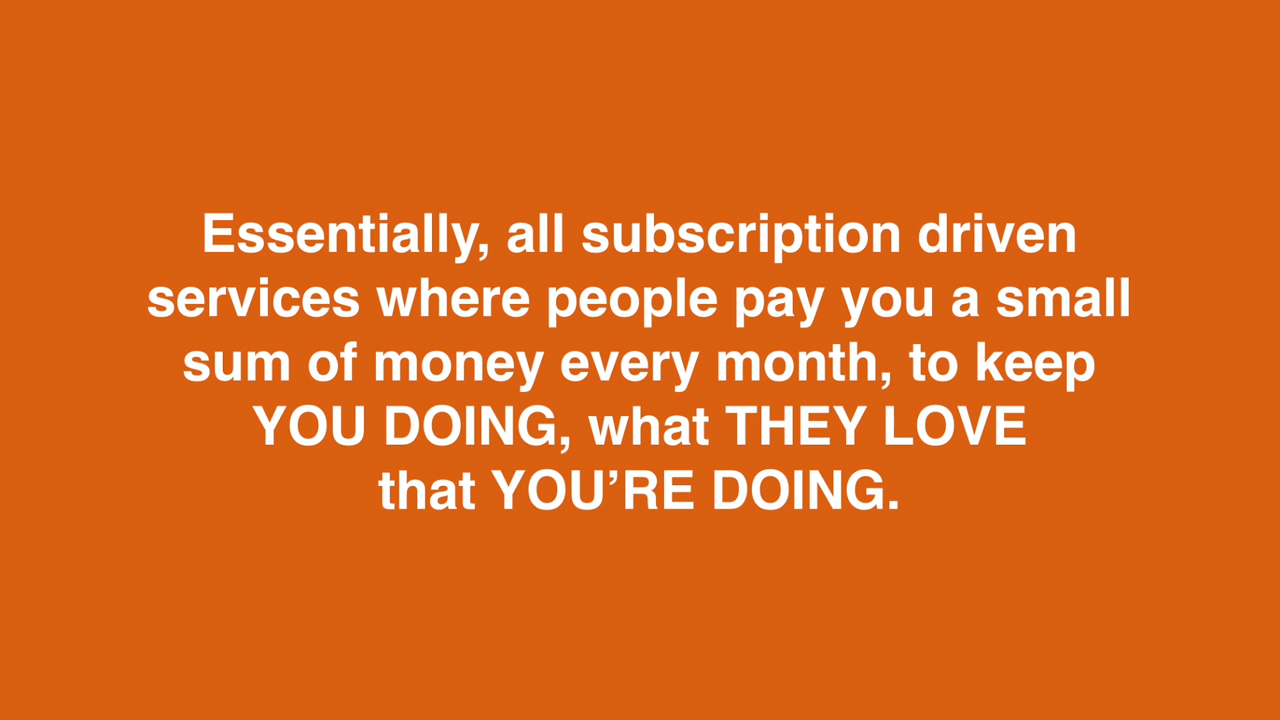 Essentially, all subscription driven
services where people pay you a small
sum of money every month, to keep
YOU DOING, what THEY LOVE
that YOU’RE DOING.